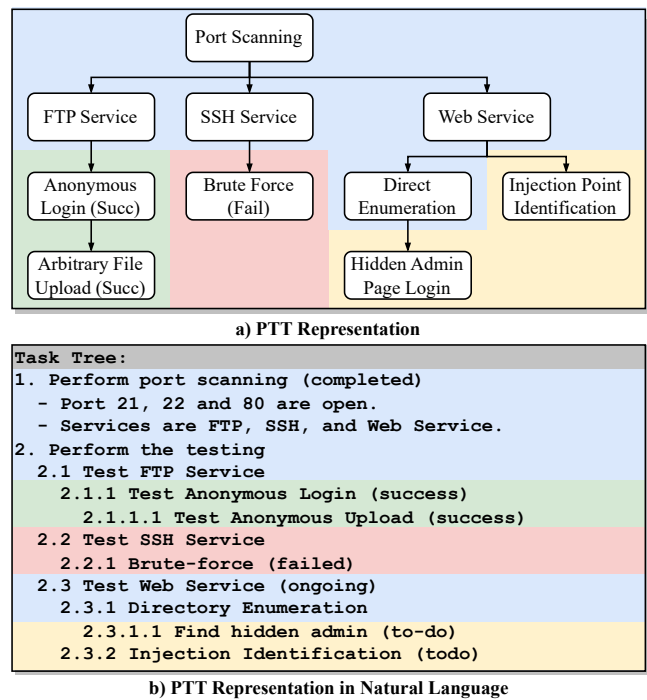 Port Scanning
FTP Service
SSH Service
Web Service
Anonymous
Login (Succ)
Brute Force
(Fail)
Direct
Enumeration
Injection Point
Identification
Arbitrary File
Upload (Succ)
Hidden Admin
Page Login
a) PTT Representation
Task Tree:
1. Perform port scanning (completed)
- Port 21, 22 and 80 are open.
- Services are FTP, SSH, and Web Service.
2. Perform the testing
2.1 Test FTP Service
2.1.1 Test Anonymous Login (success)
2.1.1.1 Test Anonymous Upload (success)
2.2 Test SSH Service
2.2.1 Brute-force (failed)
2.3 Test Web Service (ongoing)
2.3.1 Directory Enumeration
2.3.1.1 Find hidden admin (to-do)
2.3.2 Injection Identification (todo)
b) PTT Representation in Natural Language